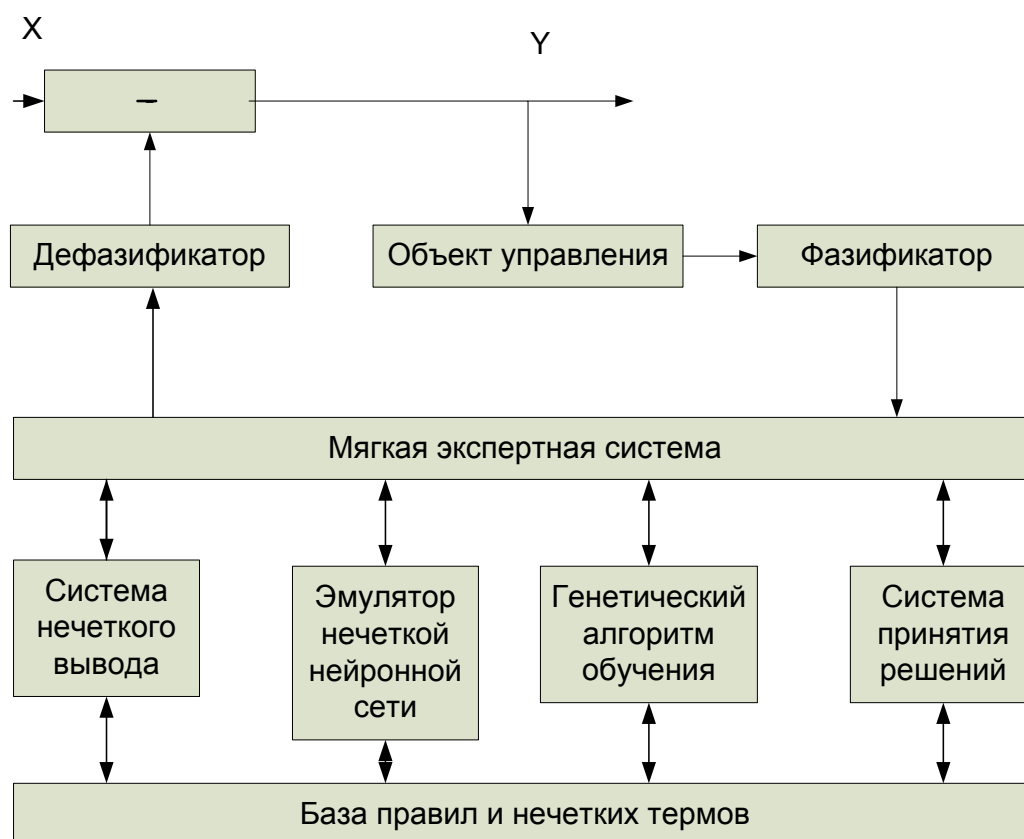 X
Y
–
Дефазификатор
Объект управления
Фазификатор
Мягкая экспертная система
Система
нечеткого
вывода
Эмулятор
нечеткой
нейронной
сети
Генетический
алгоритм
обучения
Система
принятия
решений
База правил и нечетких термов